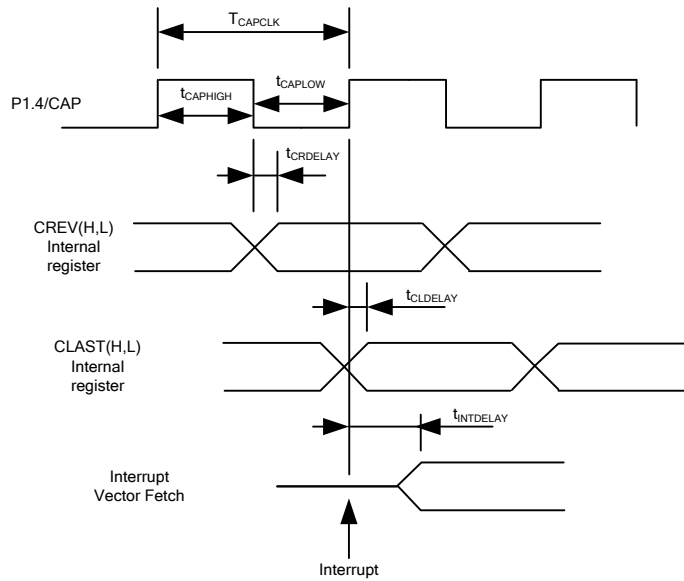 TCAPCLK
P1.4/CAP
tCAPHIGH
tCAPLOW
tCRDELAY
CREV(H,L)
Internal
register
tCLDELAY
CLAST(H,L)
Internal
register
tINTDELAY
Interrupt
Vector Fetch
Interrupt